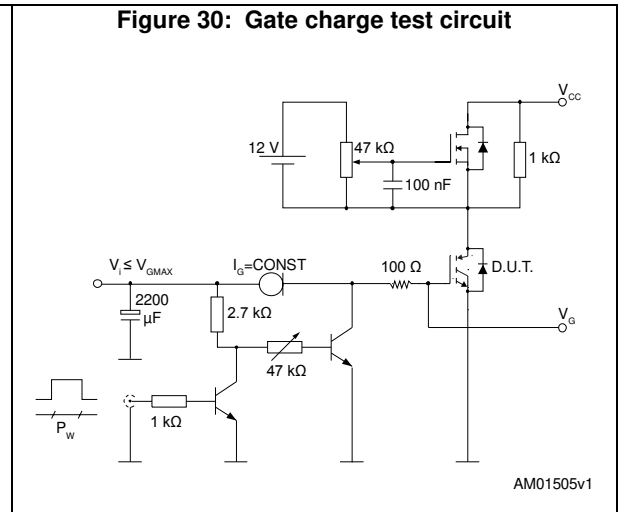 Figure 30: Gate charge test circuit
V_CC
12 V
47 kΩ
1 kΩ
100 nF
V_i ≤ V_GMAX
I_G=CONST
100 Ω
D.U.T.
2200
µF
2.7 kΩ
V_G
47 kΩ
1 kΩ
P_W
AM01505v1